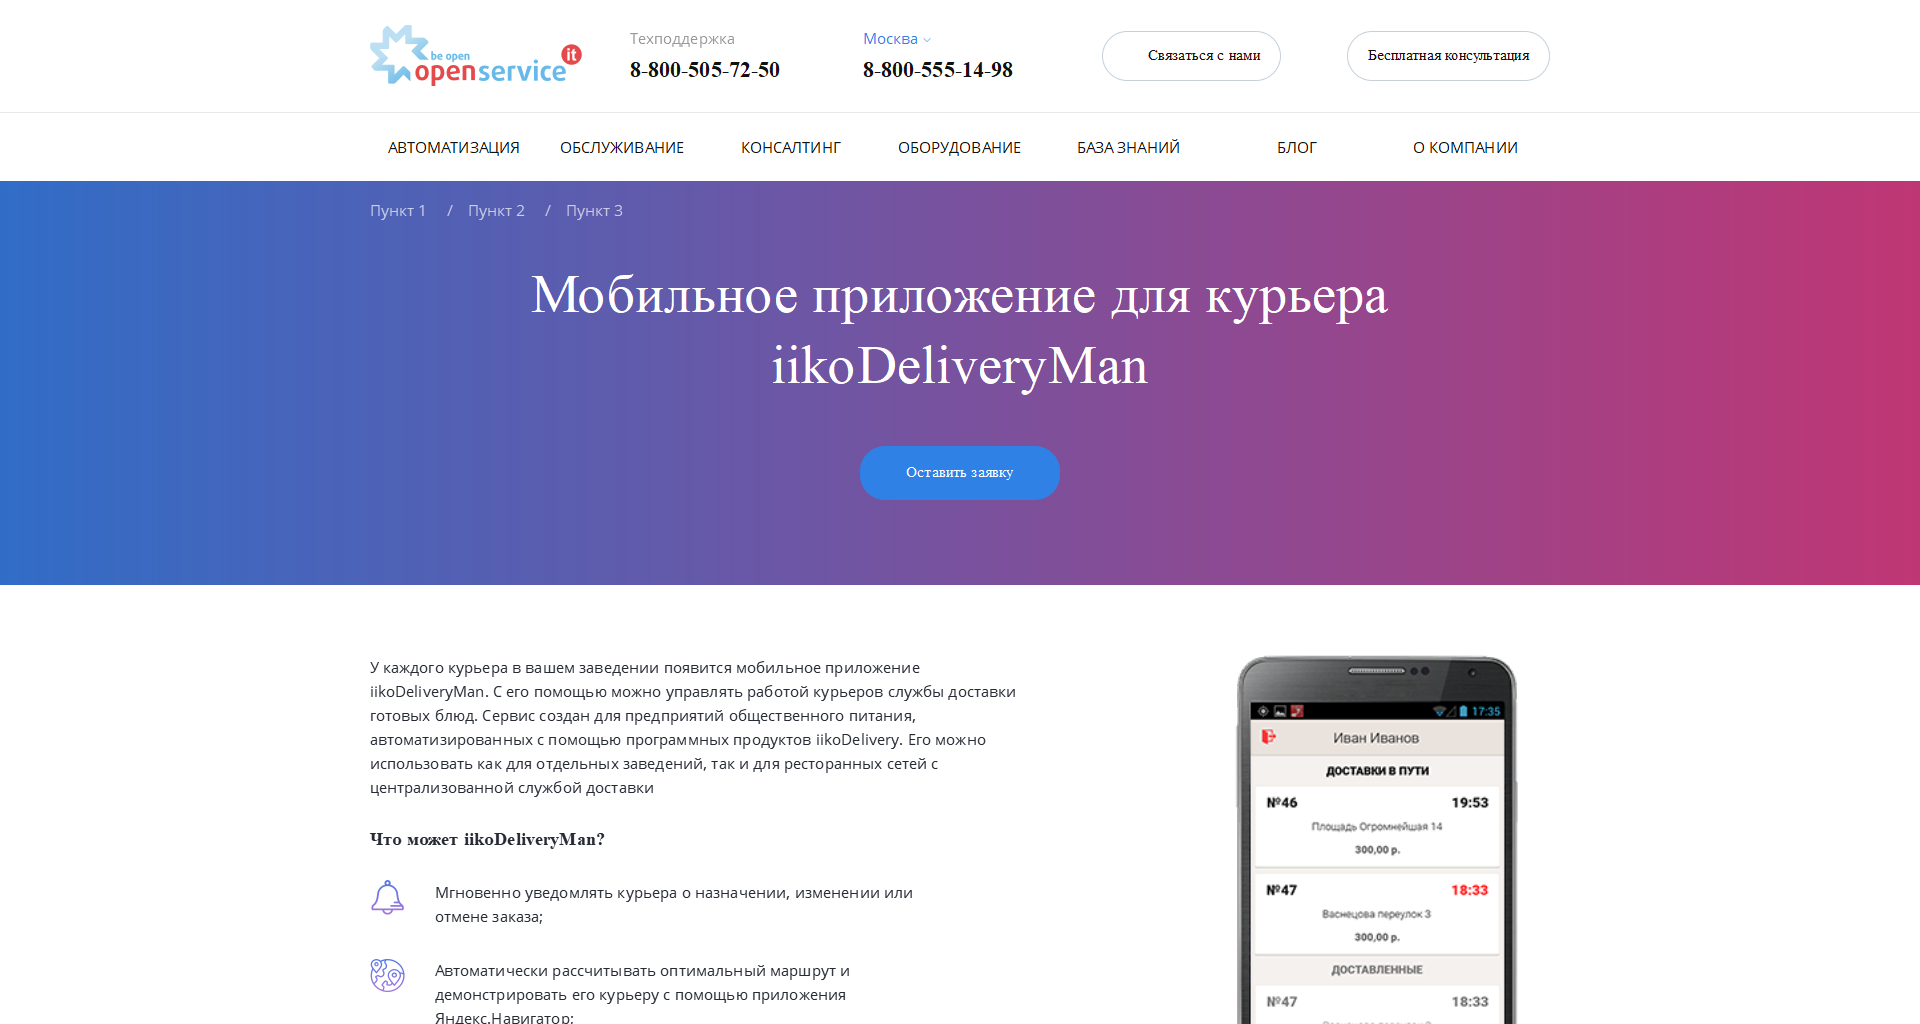 be open
openservice it
Техподдержка
8-800-505-72-50
Москва
8-800-555-14-98
Связаться с нами
Бесплатная консультация
АВТОМАТИЗАЦИЯ ОБСЛУЖИВАНИЕ КОНСАЛТИНГ ОБОРУДОВАНИЕ БАЗА ЗНАНИЙ БЛОГ О КОМПАНИИ
Пункт 1 / Пункт 2 / Пункт 3
Мобильное приложение для курьера
iikoDeliveryMan
Оставить заявку
У каждого курьера в вашем заведении появится мобильное приложение
iikoDeliveryMan. С его помощью можно управлять работой курьеров службы доставки
готовых блюд. Сервис создан для предприятий общественного питания,
автоматизированных с помощью программных продуктов iikoDelivery. Его можно
использовать как для отдельных заведений, так и для ресторанных сетей с
централизованной службой доставки
Что может iikoDeliveryMan?
Мгновенно уведомлять курьера о назначении, изменении или
отмене заказа;
Автоматически рассчитывать оптимальный маршрут и
демонстрировать его курьеру с помощью приложения
Яндекс.Навигатор;
17:35
Иван Иванов
ДОСТАВКИ В ПУТИ
№46 19:53
Площадь Огромнейшая 14
300,00 р.
№47 18:33
Васнецова переулок 3
300,00 р.
ДОСТАВЛЕННЫЕ
№47 18:33